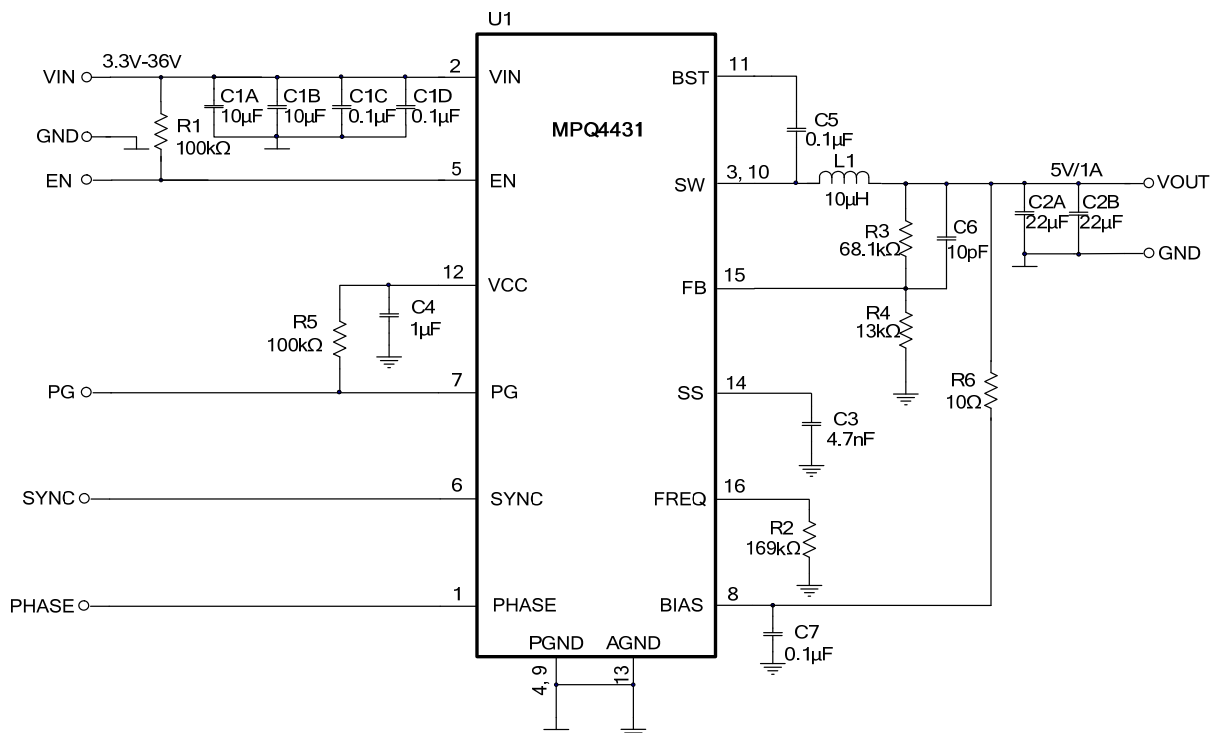 U1
MPQ4431
VIN
3.3V-36V
2
VIN
C1A
10µF
C1B
10µF
C1C
0.1µF
C1D
0.1µF
GND
R1
100kΩ
EN
5
EN
12
VCC
R5
100kΩ
C4
1µF
PG
7
PG
SYNC
6
SYNC
PHASE
1
PHASE
PGND
AGND
4, 9
13
BST
11
C5
0.1µF
SW
3, 10
L1
10µH
5V/1A
VOUT
C2A
22µF
C2B
22µF
GND
R3
68.1kΩ
C6
10pF
FB
15
R4
13kΩ
R6
10Ω
SS
14
C3
4.7nF
FREQ
16
R2
169kΩ
BIAS
8
C7
0.1µF